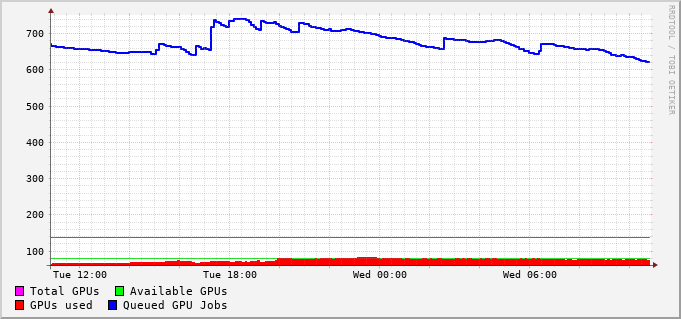 700
600
500
400
300
200
100
Tue 12:00 Tue 18:00 Wed 00:00 Wed 06:00
Total GPUs Available GPUs
GPUs used Queued GPU Jobs
RRDTOOL / TOBI OETIKER